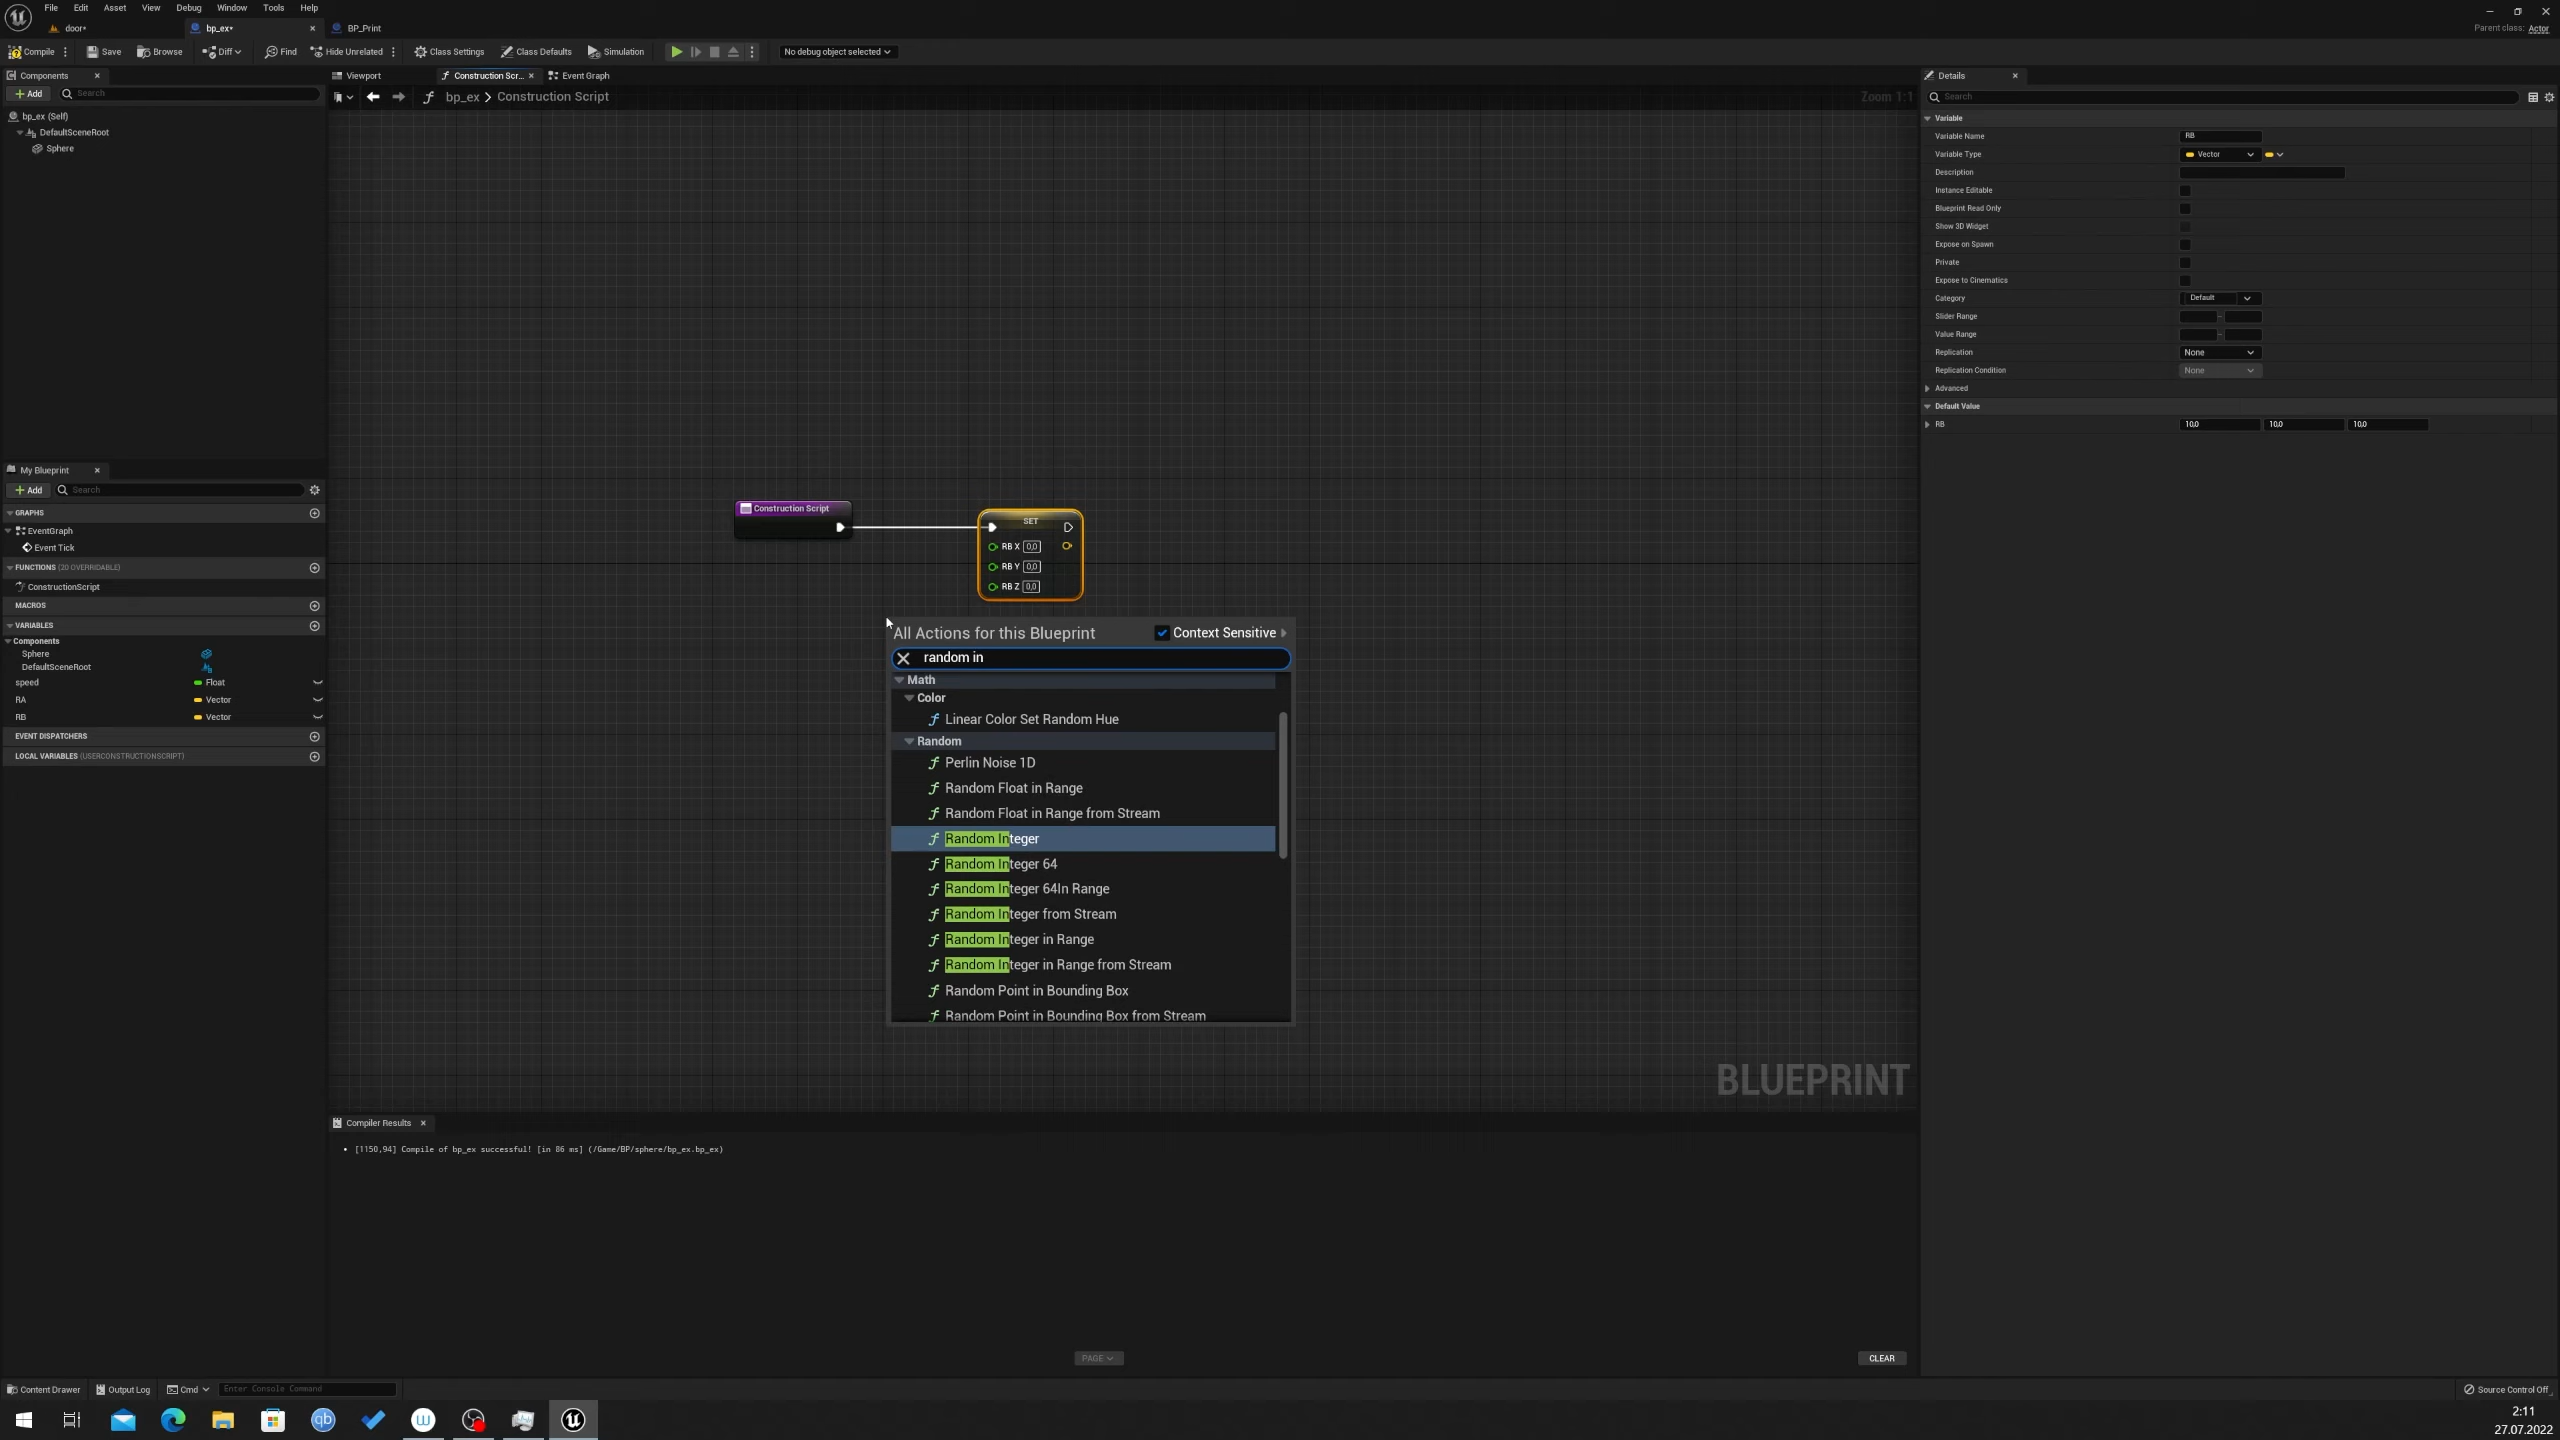 File Edit Asset View Debug Window Tools Help
door* bp_ex* BP_Print Parent class: Actor
Compile Save Browse Diff Find Hide Unrelated Class Settings Class Defaults Simulation No debug object selected
Components Viewport Construction Scr... Event Graph Details
Add Search bp_ex > Construction Script Zoom 1:1 Search
bp_ex (Self)
DefaultSceneRoot
Sphere
Variable
Variable Name RB
Variable Type Vector
Description
Instance Editable
Blueprint Read Only
Show 3D Widget
Expose on Spawn
Private
Expose to Cinematics
Category Default
Slider Range
Value Range
Replication None
Replication Condition None
Advanced
Default Value
RB 10,0 10,0 10,0
My Blueprint
Add Search
GRAPHS
EventGraph
Event Tick
FUNCTIONS (20 OVERRIDABLE)
ConstructionScript
MACROS
VARIABLES
Components
Sphere
DefaultSceneRoot
speed Float
RA Vector
RB Vector
EVENT DISPATCHERS
LOCAL VARIABLES (USERCONSTRUCTIONSCRIPT)
Construction Script
SET
RB X 0,0
RB Y 0,0
RB Z 0,0
All Actions for this Blueprint Context Sensitive
random in
Math
Color
Linear Color Set Random Hue
Random
Perlin Noise 1D
Random Float in Range
Random Float in Range from Stream
Random Integer
Random Integer 64
Random Integer 64In Range
Random Integer from Stream
Random Integer in Range
Random Integer in Range from Stream
Random Point in Bounding Box
Random Point in Bounding Box from Stream
BLUEPRINT
Compiler Results
[1150,94] Compile of bp_ex successful! [in 86 ms] (/Game/BP/sphere/bp_ex.bp_ex)
PAGE CLEAR
Content Drawer Output Log Cmd Enter Console Command Source Control Off
2:11
27.07.2022